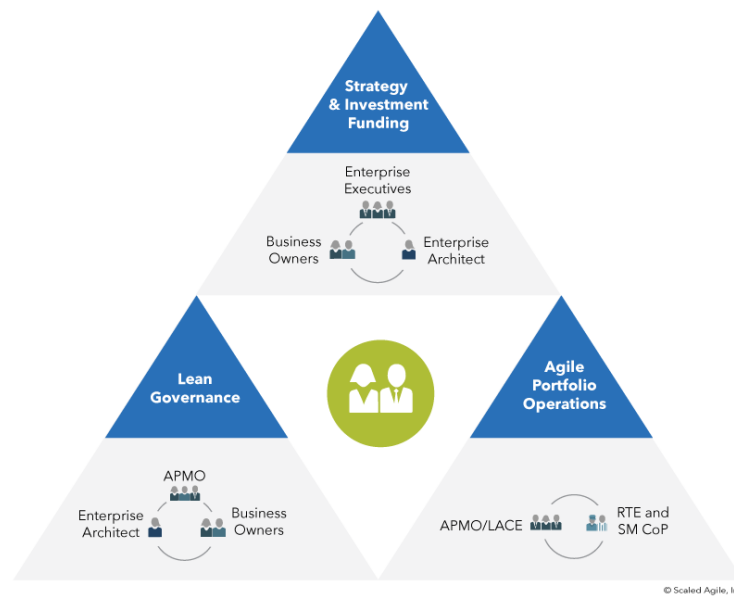 Strategy
& Investment
Funding
Enterprise
Executives
Business
Owners
Enterprise
Architect
Lean
Governance
APMO
Enterprise
Architect
Business
Owners
Agile
Portfolio
Operations
APMO/LACE
RTE and
SM CoP
© Scaled Agile,